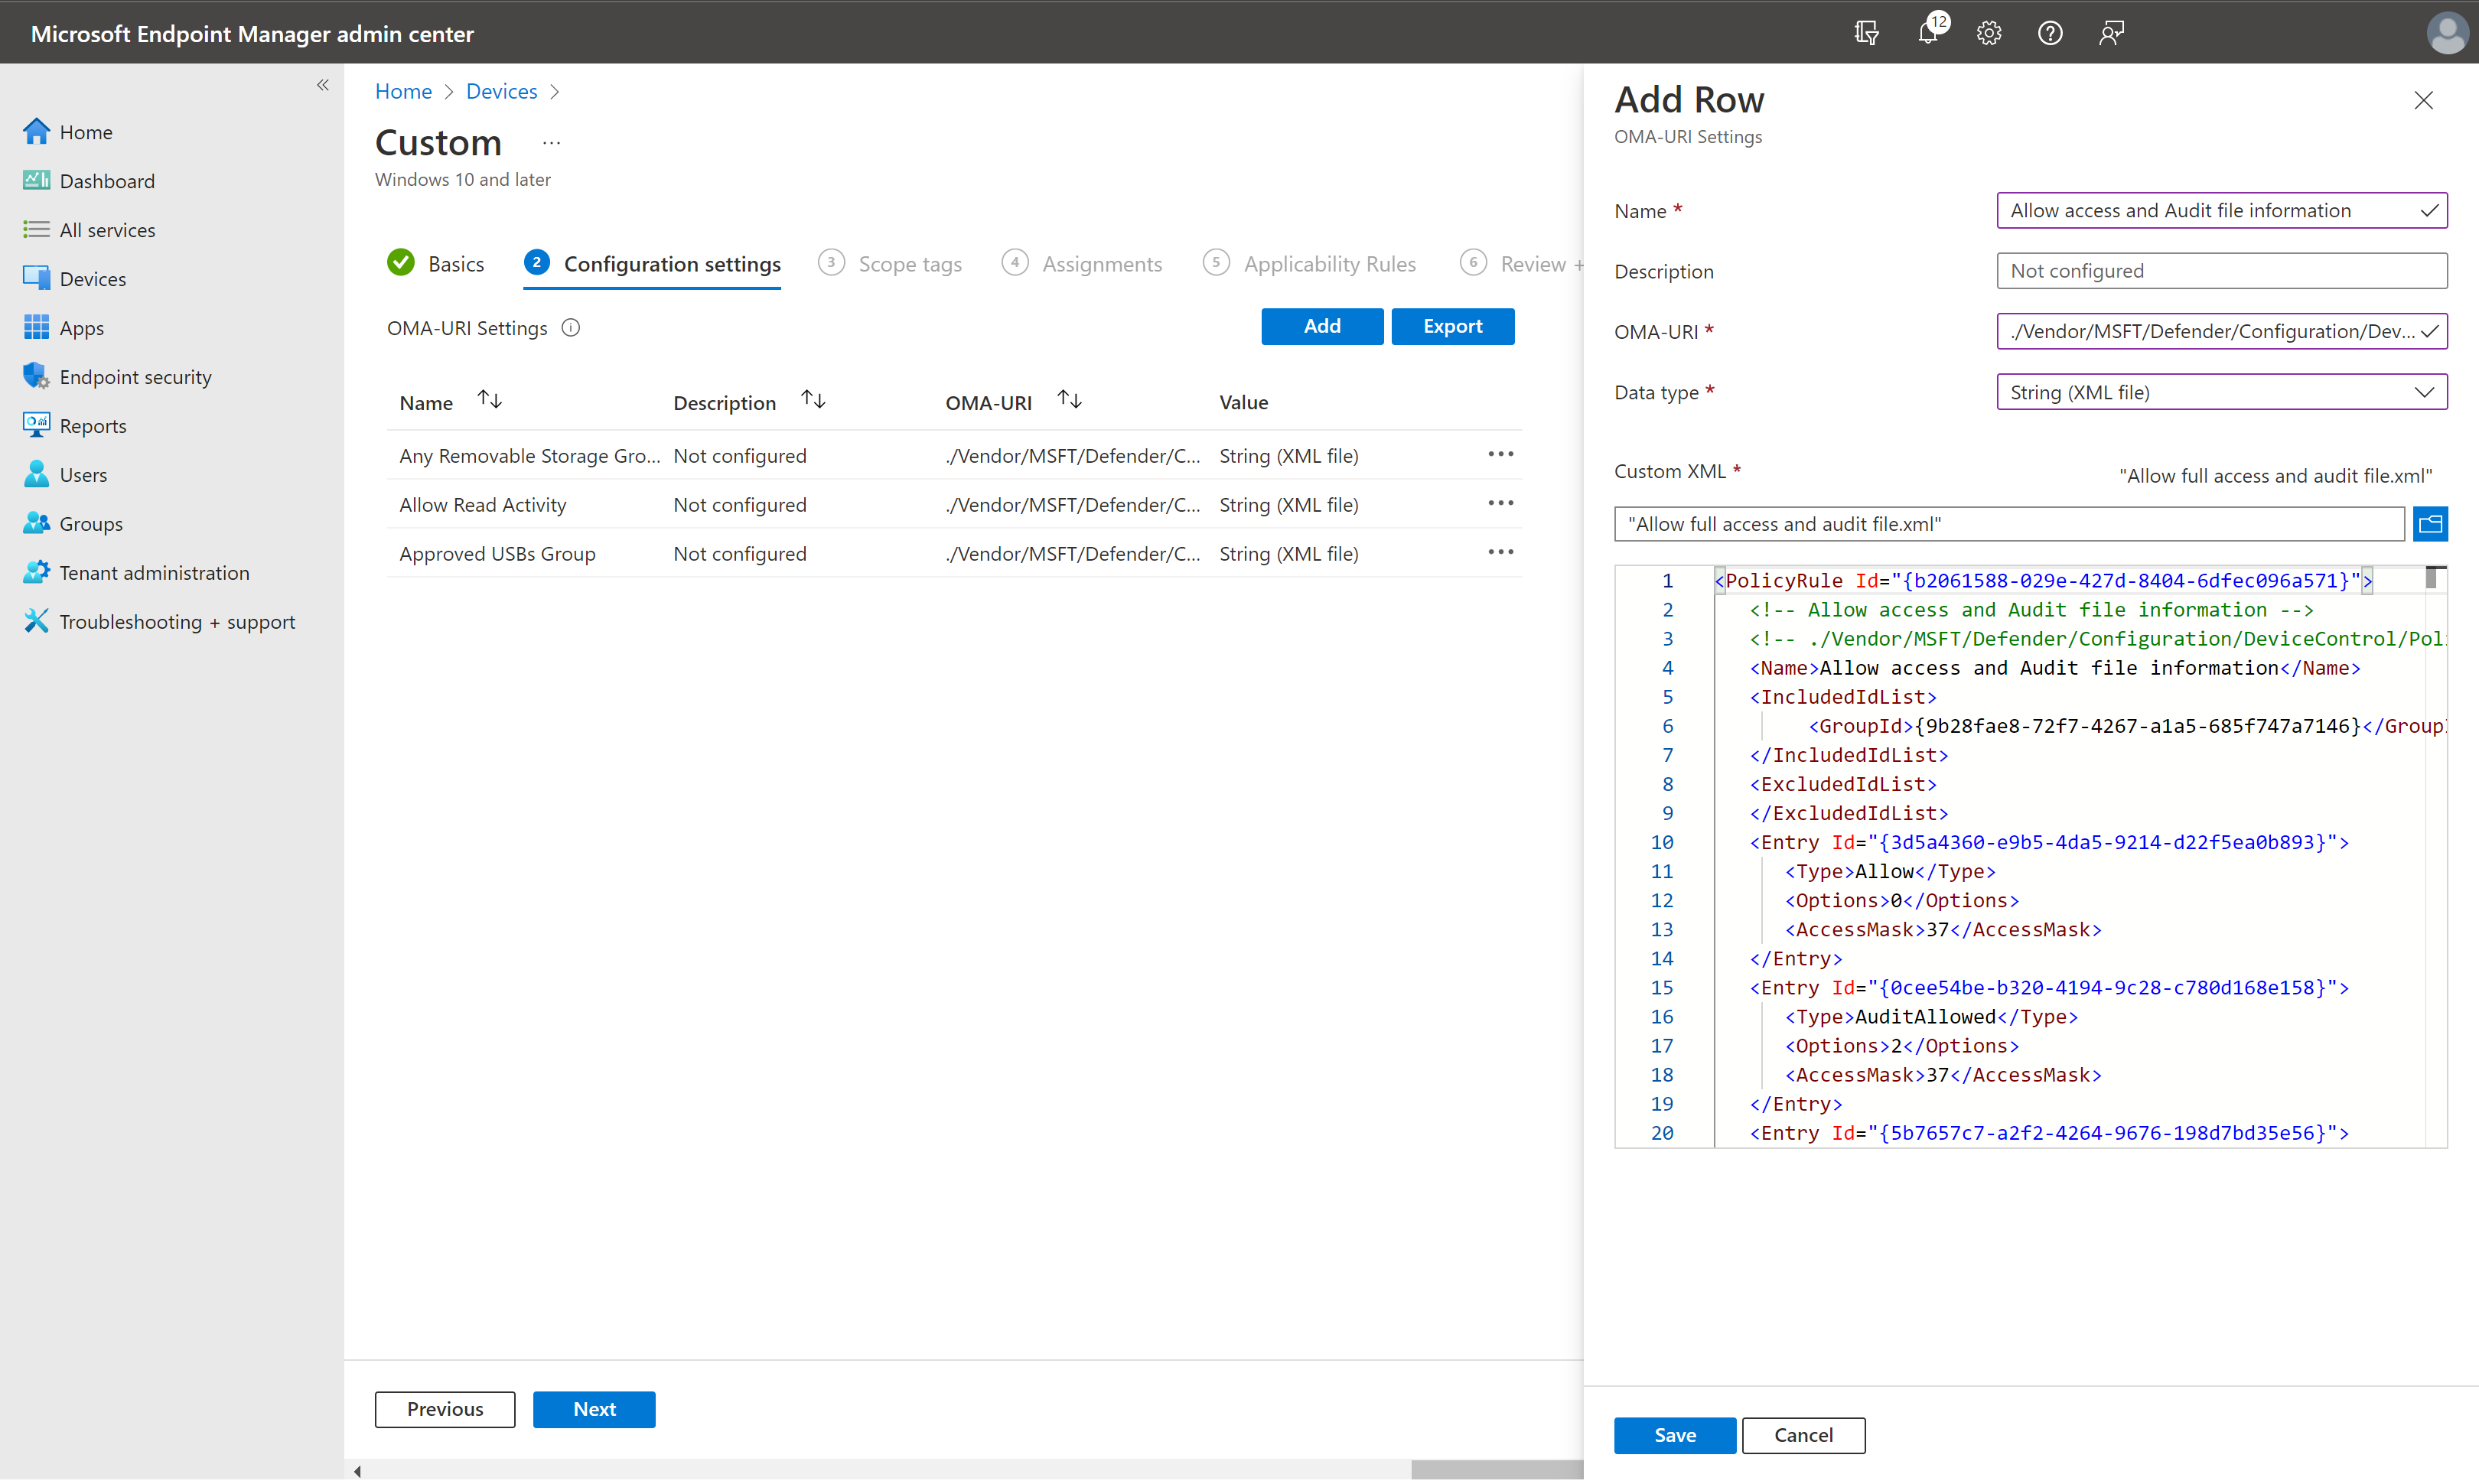 Microsoft Endpoint Manager admin center
12
Home
Dashboard
All services
Devices
Apps
Endpoint security
Reports
Users
Groups
Tenant administration
Troubleshooting + support
Home > Devices >
Custom ...
Windows 10 and later
Basics
2 Configuration settings
3 Scope tags
4 Assignments
5 Applicability Rules
6 Review +
OMA-URI Settings
Add
Export
Name Description OMA-URI Value
Any Removable Storage Gro... Not configured ./Vendor/MSFT/Defender/C... String (XML file) ...
Allow Read Activity Not configured ./Vendor/MSFT/Defender/C... String (XML file) ...
Approved USBs Group Not configured ./Vendor/MSFT/Defender/C... String (XML file) ...
Previous
Next
Add Row
OMA-URI Settings
Name * Allow access and Audit file information
Description Not configured
OMA-URI * ./Vendor/MSFT/Defender/Configuration/Dev...
Data type * String (XML file)
Custom XML * "Allow full access and audit file.xml"
"Allow full access and audit file.xml"
1 <PolicyRule Id="{b2061588-029e-427d-8404-6dfec096a571}">
2 <!-- Allow access and Audit file information -->
3 <!-- ./Vendor/MSFT/Defender/Configuration/DeviceControl/Poli
4 <Name>Allow access and Audit file information</Name>
5 <IncludedIdList>
6 <GroupId>{9b28fae8-72f7-4267-a1a5-685f747a7146}</GroupI
7 </IncludedIdList>
8 <ExcludedIdList>
9 </ExcludedIdList>
10 <Entry Id="{3d5a4360-e9b5-4da5-9214-d22f5ea0b893}">
11 <Type>Allow</Type>
12 <Options>0</Options>
13 <AccessMask>37</AccessMask>
14 </Entry>
15 <Entry Id="{0cee54be-b320-4194-9c28-c780d168e158}">
16 <Type>AuditAllowed</Type>
17 <Options>2</Options>
18 <AccessMask>37</AccessMask>
19 </Entry>
20 <Entry Id="{5b7657c7-a2f2-4264-9676-198d7bd35e56}">
Save
Cancel